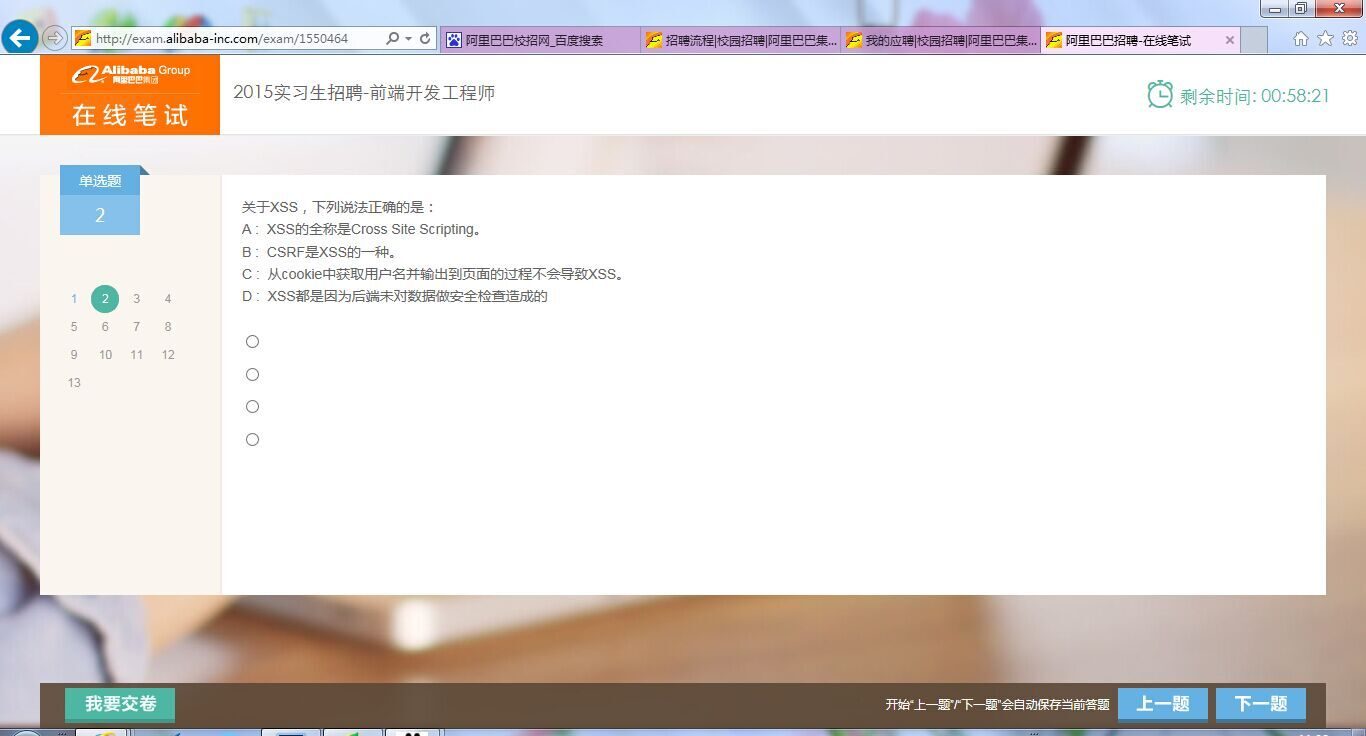 http://exam.alibaba-inc.com/exam/1550464
阿里巴巴校招网_百度搜索
招聘流程|校园招聘|阿里巴巴集...
我的应聘|校园招聘|阿里巴巴集...
阿里巴巴招聘-在线笔试
Alibaba Group
阿里巴巴集团
在线笔试
2015实习生招聘-前端开发工程师
剩余时间: 00:58:21
单选题
2
1 2 3 4
5 6 7 8
9 10 11 12
13
关于XSS，下列说法正确的是：
A： XSS的全称是Cross Site Scripting。
B： CSRF是XSS的一种。
C： 从cookie中获取用户名并输出到页面的过程不会导致XSS。
D： XSS都是因为后端未对数据做安全检查造成的
我要交卷
开始“上一题”/“下一题”会自动保存当前答题
上一题
下一题